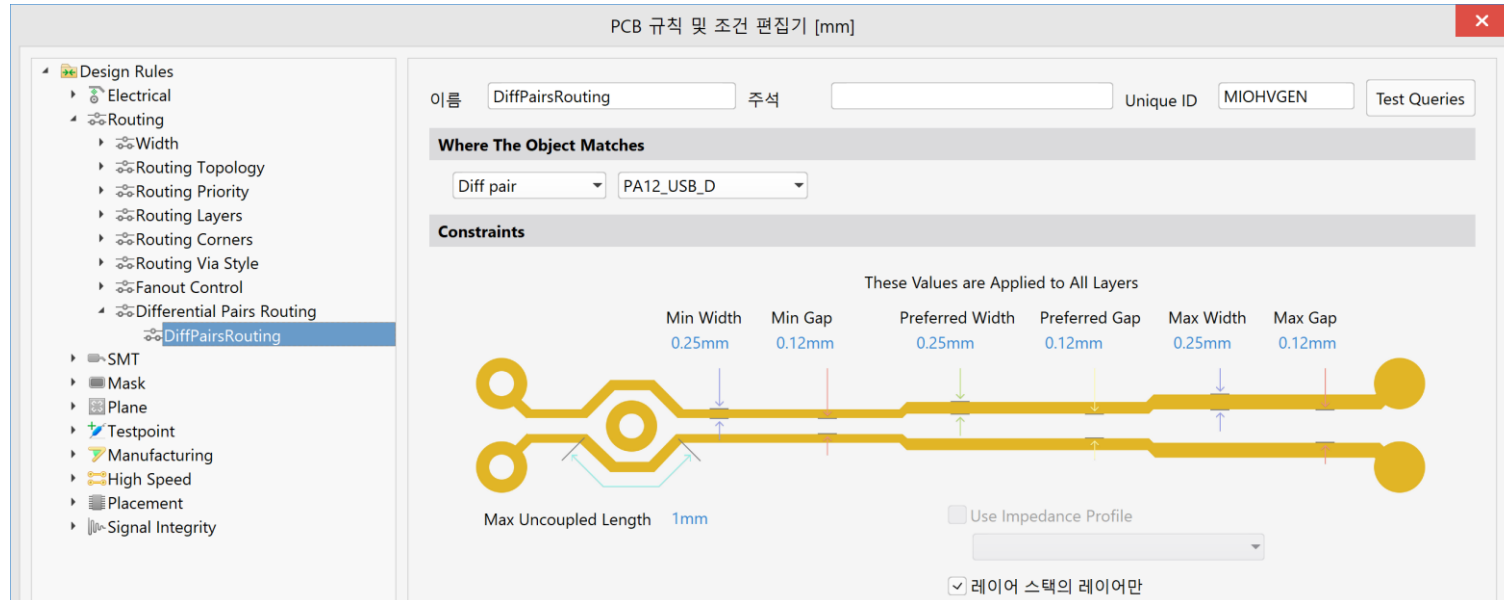 PCB 규칙 및 조건 편집기 [mm]
Design Rules
Electrical
Routing
Width
Routing Topology
Routing Priority
Routing Layers
Routing Corners
Routing Via Style
Fanout Control
Differential Pairs Routing
DiffPairsRouting
SMT
Mask
Plane
Testpoint
Manufacturing
High Speed
Placement
Signal Integrity
이름 DiffPairsRouting 주석 Unique ID MIOHVGEN Test Queries
Where The Object Matches
Diff pair PA12_USB_D
Constraints
These Values are Applied to All Layers
Min Width Min Gap Preferred Width Preferred Gap Max Width Max Gap
0.25mm 0.12mm 0.25mm 0.12mm 0.25mm 0.12mm
Max Uncoupled Length 1mm
Use Impedance Profile
레이어 스택의 레이어만